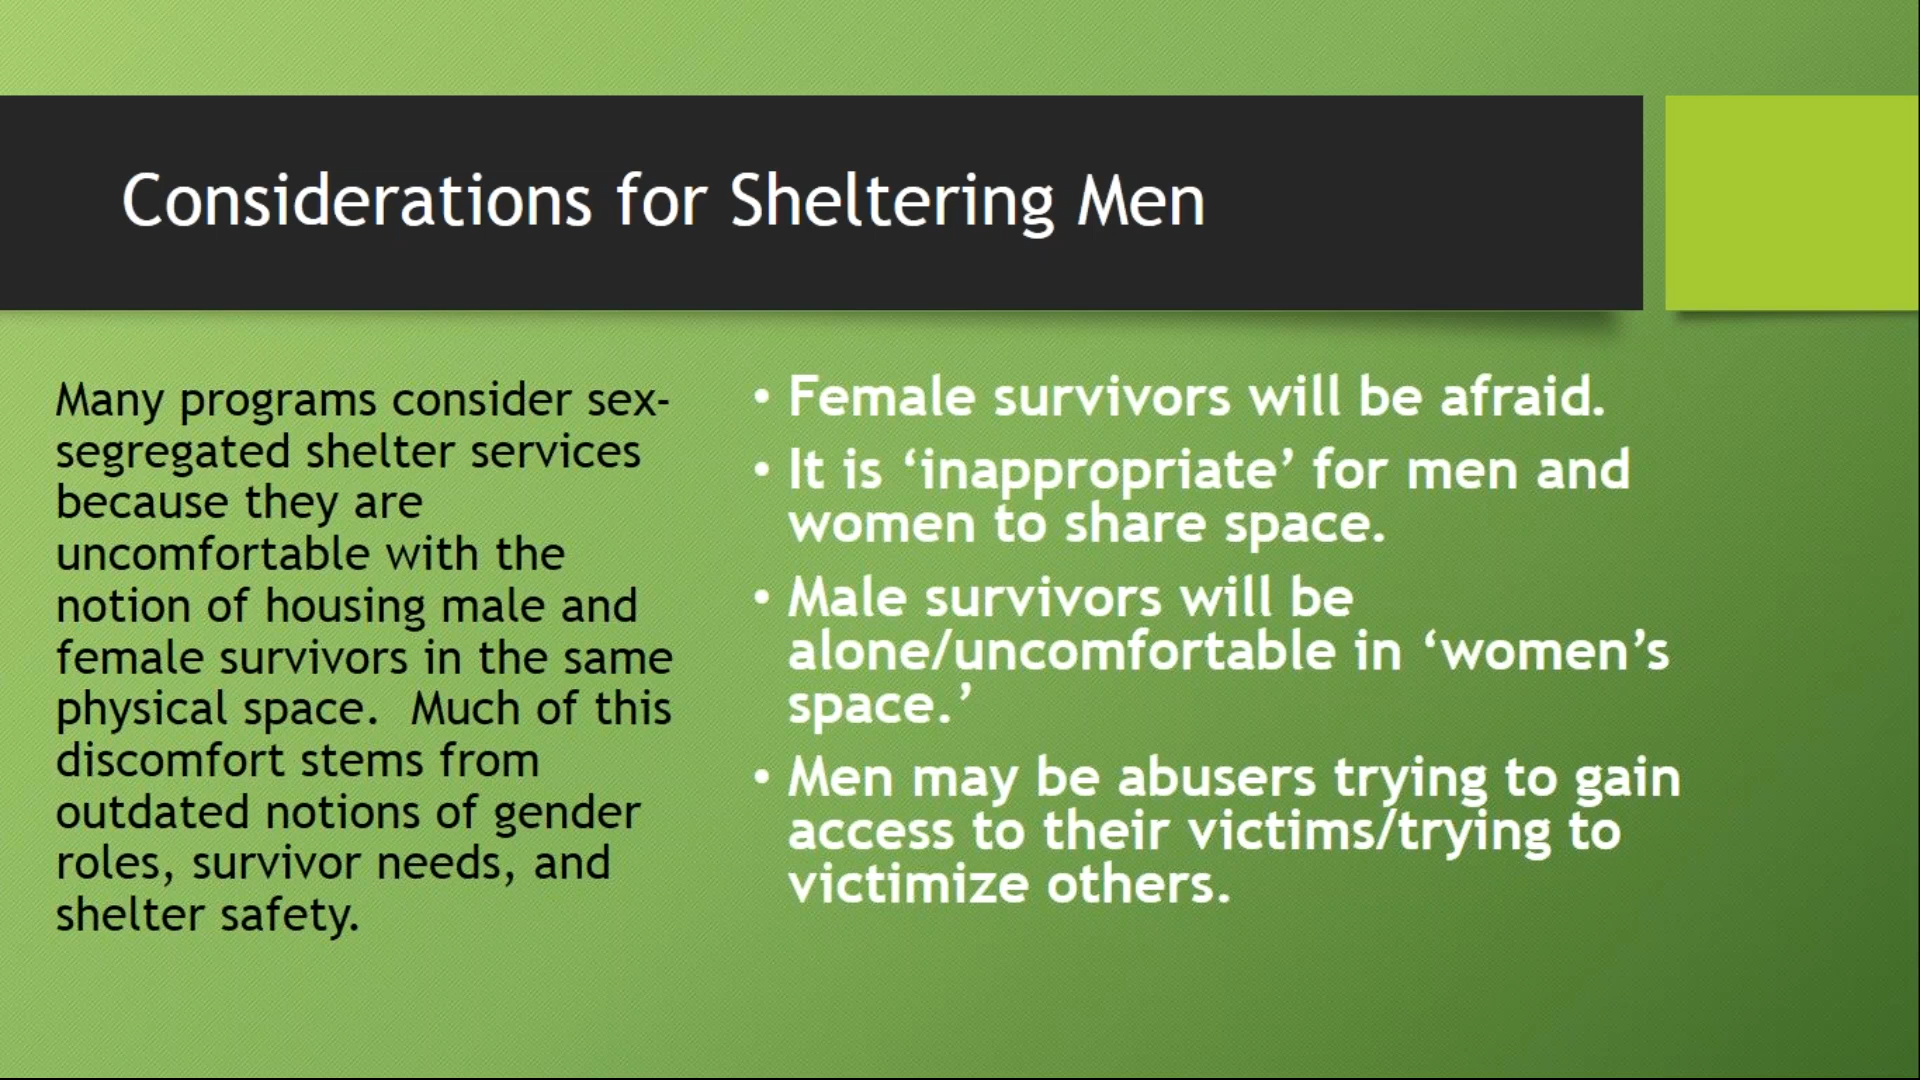 Considerations for Sheltering Men
Many programs consider sex-
segregated shelter services
because they are
uncomfortable with the
notion of housing male and
female survivors in the same
physical space.  Much of this
discomfort stems from
outdated notions of gender
roles, survivor needs, and
shelter safety.
• Female survivors will be afraid.
• It is ‘inappropriate’ for men and
women to share space.
• Male survivors will be
alone/uncomfortable in ‘women’s
space.’
• Men may be abusers trying to gain
access to their victims/trying to
victimize others.